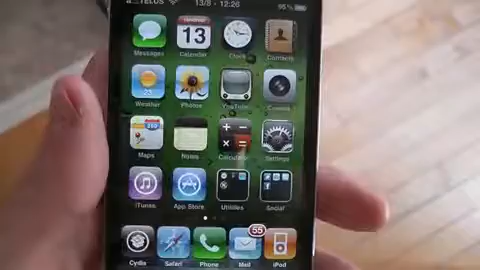 TELUS 13/8 - 12:26 95%
Messages Calendar Clock Contacts
13
Weather Photos YouTube Camera
23
Maps Notes Calculator Settings
280
iTunes App Store Utilities Social
55
Cydia Safari Phone Mail iPod